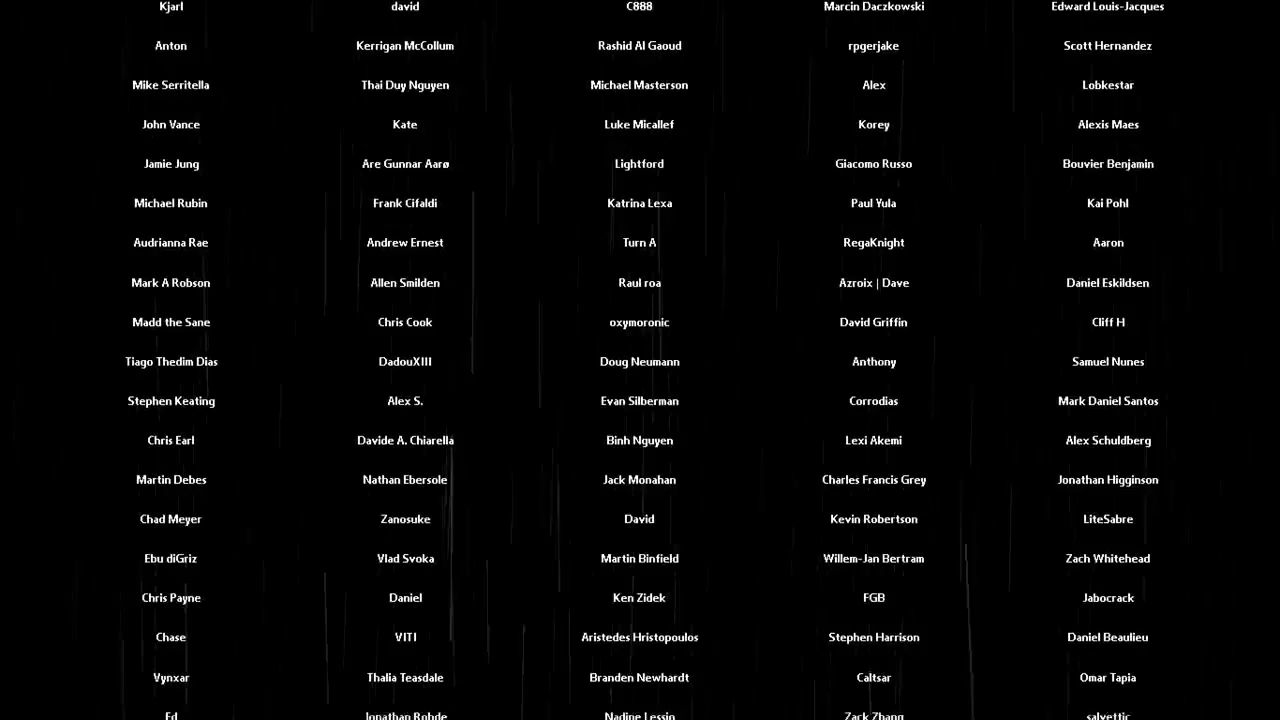 Kjarl david C888 Marcin Daczkowski Edward Louis-Jacques
Anton Kerrigan McCollum Rashid Al Gaoud rpgerjake Scott Hernandez
Mike Serritella Thai Duy Nguyen Michael Masterson Alex Lobkestar
John Vance Kate Luke Micallef Korey Alexis Maes
Jamie Jung Are Gunnar Aarø Lightford Giacomo Russo Bouvier Benjamin
Michael Rubin Frank Cifaldi Katrina Lexa Paul Yula Kai Pohl
Audrianna Rae Andrew Ernest Turn A RegaKnight Aaron
Mark A Robson Allen Smilden Raul roa Azroix | Dave Daniel Eskildsen
Madd the Sane Chris Cook oxymoronic David Griffin Cliff H
Tiago Thedim Dias DadouXIII Doug Neumann Anthony Samuel Nunes
Stephen Keating Alex S. Evan Silberman Corrodias Mark Daniel Santos
Chris Earl Davide A. Chiarella Binh Nguyen Lexi Akemi Alex Schuldberg
Martin Debes Nathan Ebersole Jack Monahan Charles Francis Grey Jonathan Higginson
Chad Meyer Zanosuke David Kevin Robertson LiteSabre
Ebu diGriz Vlad Svoka Martin Binfield Willem-Jan Bertram Zach Whitehead
Chris Payne Daniel Ken Zidek FGB Jabocrack
Chase VITI Aristedes Hristopoulos Stephen Harrison Daniel Beaulieu
Vynxar Thalia Teasdale Branden Newhardt Caltsar Omar Tapia
Ed Jonathan Rohde Nadine Lessio Zack Zhang salvettic